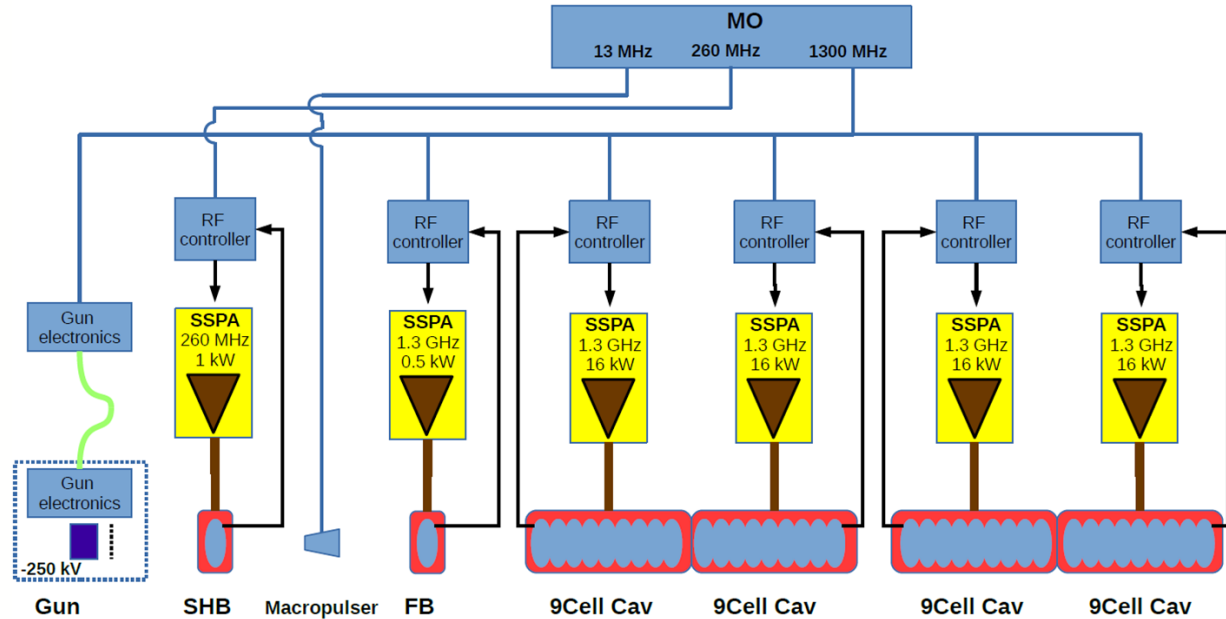 MO
13 MHz 260 MHz 1300 MHz
RF
controller
RF
controller
RF
controller
RF
controller
RF
controller
RF
controller
Gun
electronics
SSPA
260 MHz
1 kW
SSPA
1.3 GHz
0.5 kW
SSPA
1.3 GHz
16 kW
SSPA
1.3 GHz
16 kW
SSPA
1.3 GHz
16 kW
SSPA
1.3 GHz
16 kW
Gun
electronics
-250 kV
Gun SHB Macropulser FB 9Cell Cav 9Cell Cav 9Cell Cav 9Cell Cav